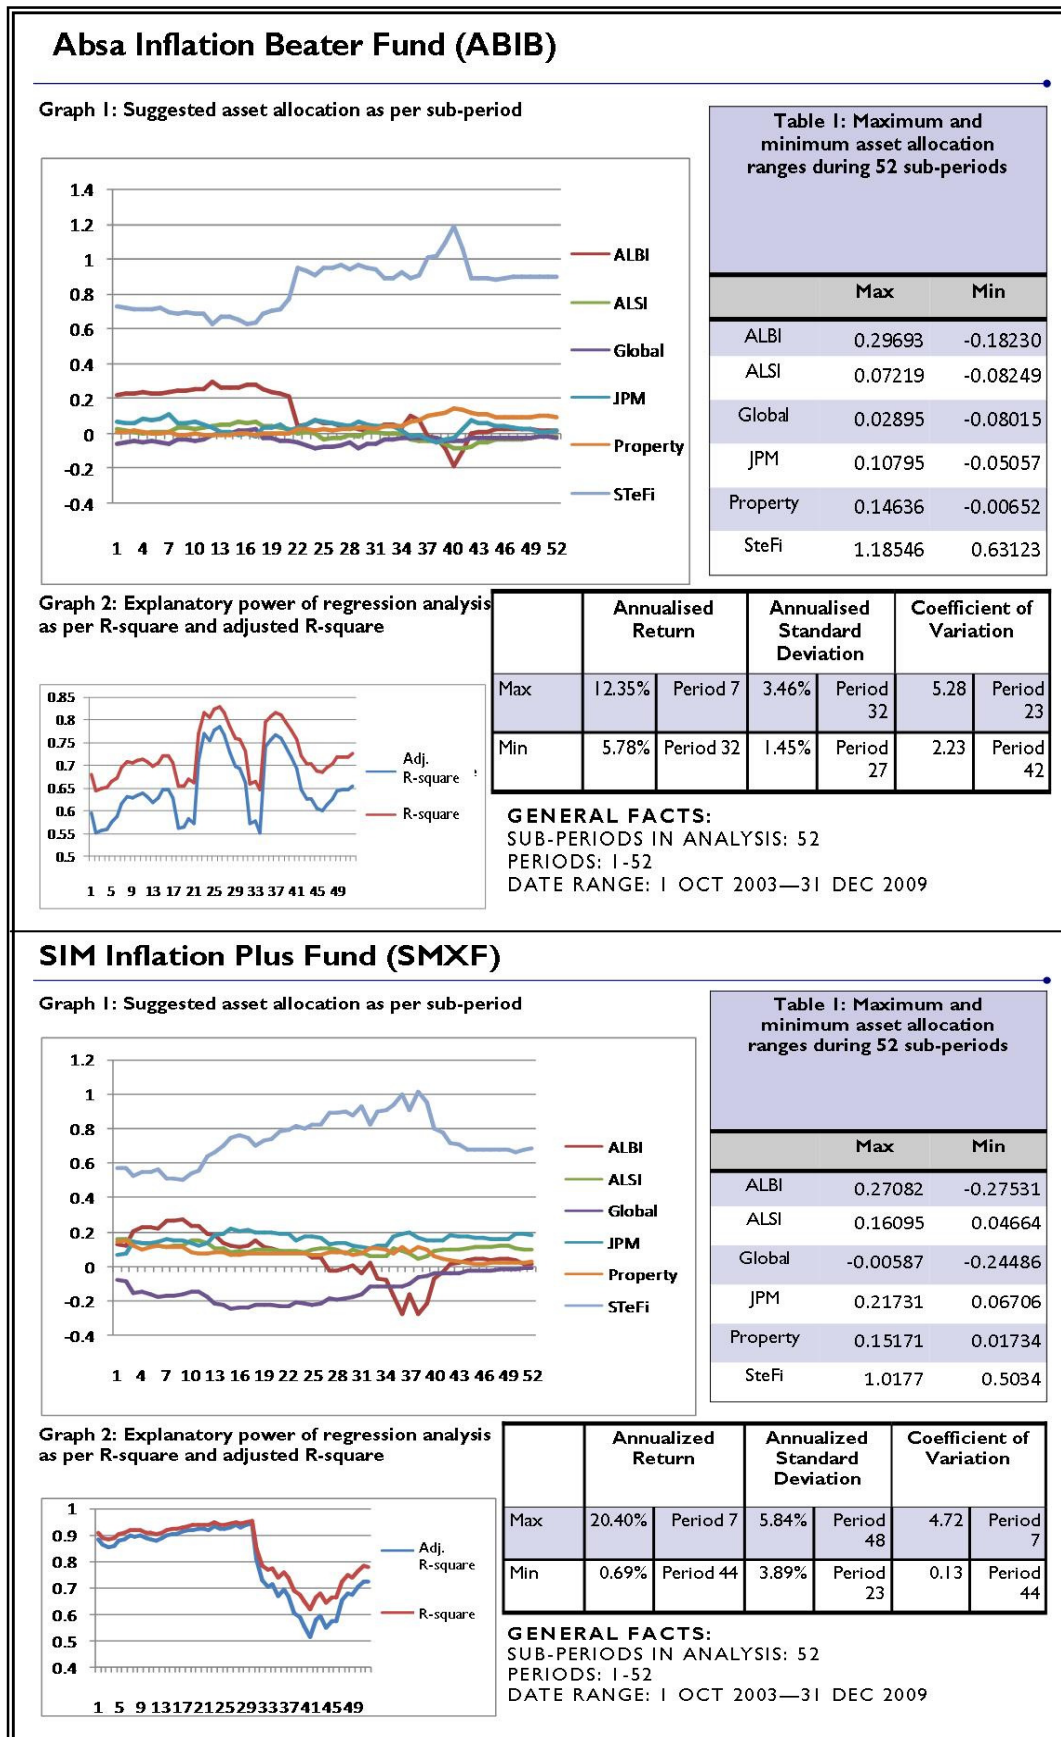 Absa Inflation Beater Fund (ABIB)
Graph 1: Suggested asset allocation as per sub-period
1.4
1.2
1
0.8
0.6
0.4
0.2
0
-0.2
-0.4
1 4 7 10 13 16 19 22 25 28 31 34 37 40 43 46 49 52
ALBI
ALSI
Global
JPM
Property
STeFi
Table 1: Maximum and
minimum asset allocation
ranges during 52 sub-periods
Max Min
ALBI 0.29693 -0.18230
ALSI 0.07219 -0.08249
Global 0.02895 -0.08015
JPM 0.10795 -0.05057
Property 0.14636 -0.00652
SteFi 1.18546 0.63123
Graph 2: Explanatory power of regression analysis
as per R-square and adjusted R-square
0.85
0.8
0.75
0.7
0.65
0.6
0.55
0.5
1 5 9 13 17 21 25 29 33 37 41 45 49
Adj.
R-square
R-square
Annualised
Return
Annualised
Standard
Deviation
Coefficient of
Variation
Max 12.35% Period 7 3.46% Period
32 5.28 Period
23
Min 5.78% Period 32 1.45% Period
27 2.23 Period
42
GENERAL FACTS:
SUB-PERIODS IN ANALYSIS: 52
PERIODS: 1-52
DATE RANGE: 1 OCT 2003—31 DEC 2009
SIM Inflation Plus Fund (SMXF)
Graph 1: Suggested asset allocation as per sub-period
1.2
1
0.8
0.6
0.4
0.2
0
-0.2
-0.4
1 4 7 10 13 16 19 22 25 28 31 34 37 40 43 46 49 52
ALBI
ALSI
Global
JPM
Property
STeFi
Table 1: Maximum and
minimum asset allocation
ranges during 52 sub-periods
Max Min
ALBI 0.27082 -0.27531
ALSI 0.16095 0.04664
Global -0.00587 -0.24486
JPM 0.21731 0.06706
Property 0.15171 0.01734
SteFi 1.0177 0.5034
Graph 2: Explanatory power of regression analysis
as per R-square and adjusted R-square
1
0.9
0.8
0.7
0.6
0.5
0.4
1 5 9 13 17 21 25 29 33 37 41 45 49
Adj.
R-square
R-square
Annualized
Return
Annualized
Standard
Deviation
Coefficient of
Variation
Max 20.40% Period 7 5.84% Period
48 4.72 Period
7
Min 0.69% Period 44 3.89% Period
23 0.13 Period
44
GENERAL FACTS:
SUB-PERIODS IN ANALYSIS: 52
PERIODS: 1-52
DATE RANGE: 1 OCT 2003—31 DEC 2009